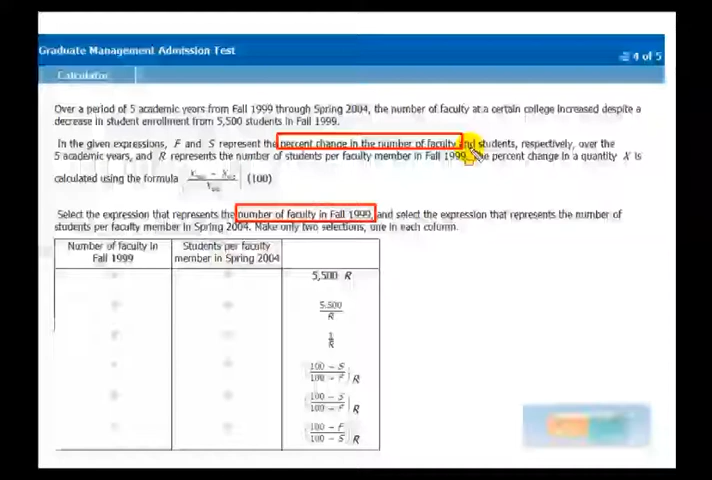 Graduate Management Admission Test
4 of 5
Calculator
Over a period of 5 academic years from Fall 1999 through Spring 2004, the number of faculty at a certain college increased despite a
decrease in student enrollment from 5,500 students in Fall 1999.
In the given expressions, F and S represent the percent change in the number of faculty and students, respectively, over the
5 academic years, and R represents the number of students per faculty member in Fall 1999. The percent change in a quantity X is
calculated using the formula (100)
Select the expression that represents the number of faculty in Fall 1999, and select the expression that represents the number of
students per faculty member in Spring 2004. Make only two selections, one in each column.
Number of faculty in Fall 1999
Students per faculty member in Spring 2004
5,500 R
5,500 / R
1 / R
(100 - S / 100 - F) R
(100 - S / 100 - F) R
(100 - F / 100 - S) R